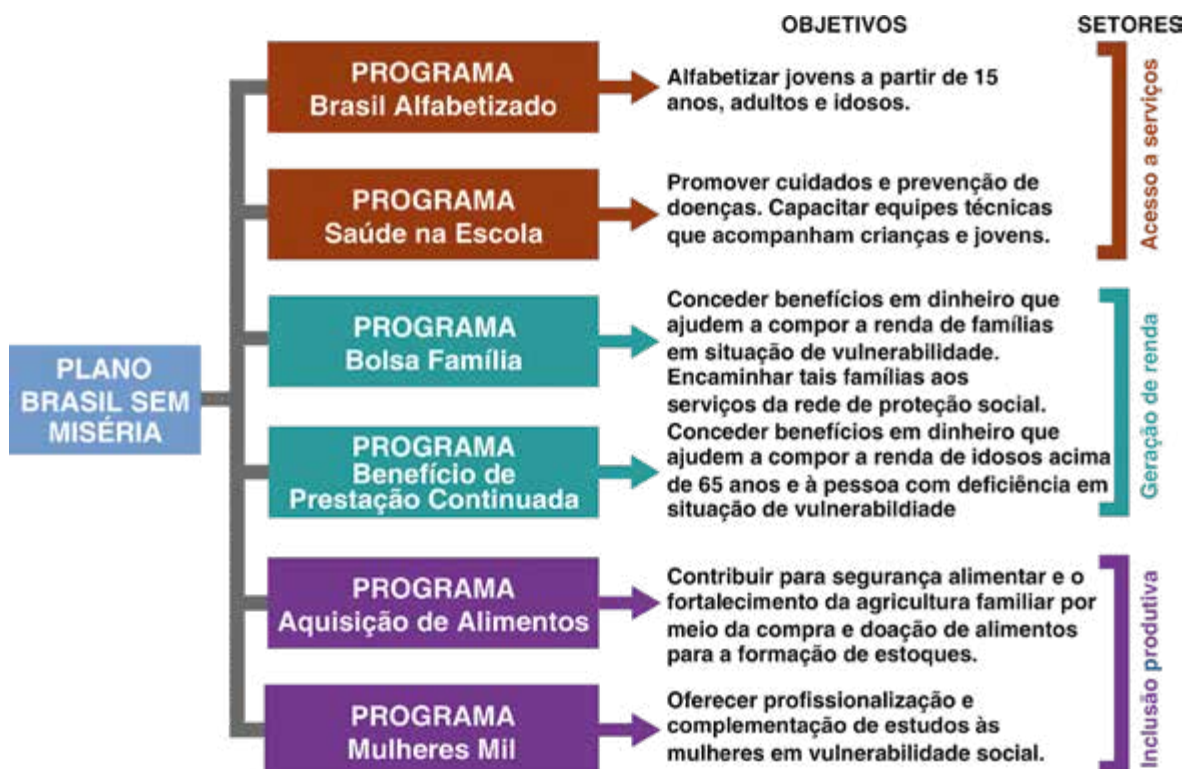 OBJETIVOS
SETORES
PLANO
BRASIL SEM
MISÉRIA
PROGRAMA
Brasil Alfabetizado
Alfabetizar jovens a partir de 15
anos, adultos e idosos.
PROGRAMA
Saúde na Escola
Promover cuidados e prevenção de
doenças. Capacitar equipes técnicas
que acompanham crianças e jovens.
Acesso a serviços
PROGRAMA
Bolsa Família
Conceder benefícios em dinheiro que
ajudem a compor a renda de famílias
em situação de vulnerabilidade.
Encaminhar tais famílias aos
serviços da rede de proteção social.
PROGRAMA
Benefício de
Prestação Continuada
Conceder benefícios em dinheiro que
ajudem a compor a renda de idosos acima
de 65 anos e à pessoa com deficiência em
situação de vulnerabildiade
Geração de renda
PROGRAMA
Aquisição de Alimentos
Contribuir para segurança alimentar e o
fortalecimento da agricultura familiar por
meio da compra e doação de alimentos
para a formação de estoques.
PROGRAMA
Mulheres Mil
Oferecer profissionalização e
complementação de estudos às
mulheres em vulnerabilidade social.
Inclusão produtiva